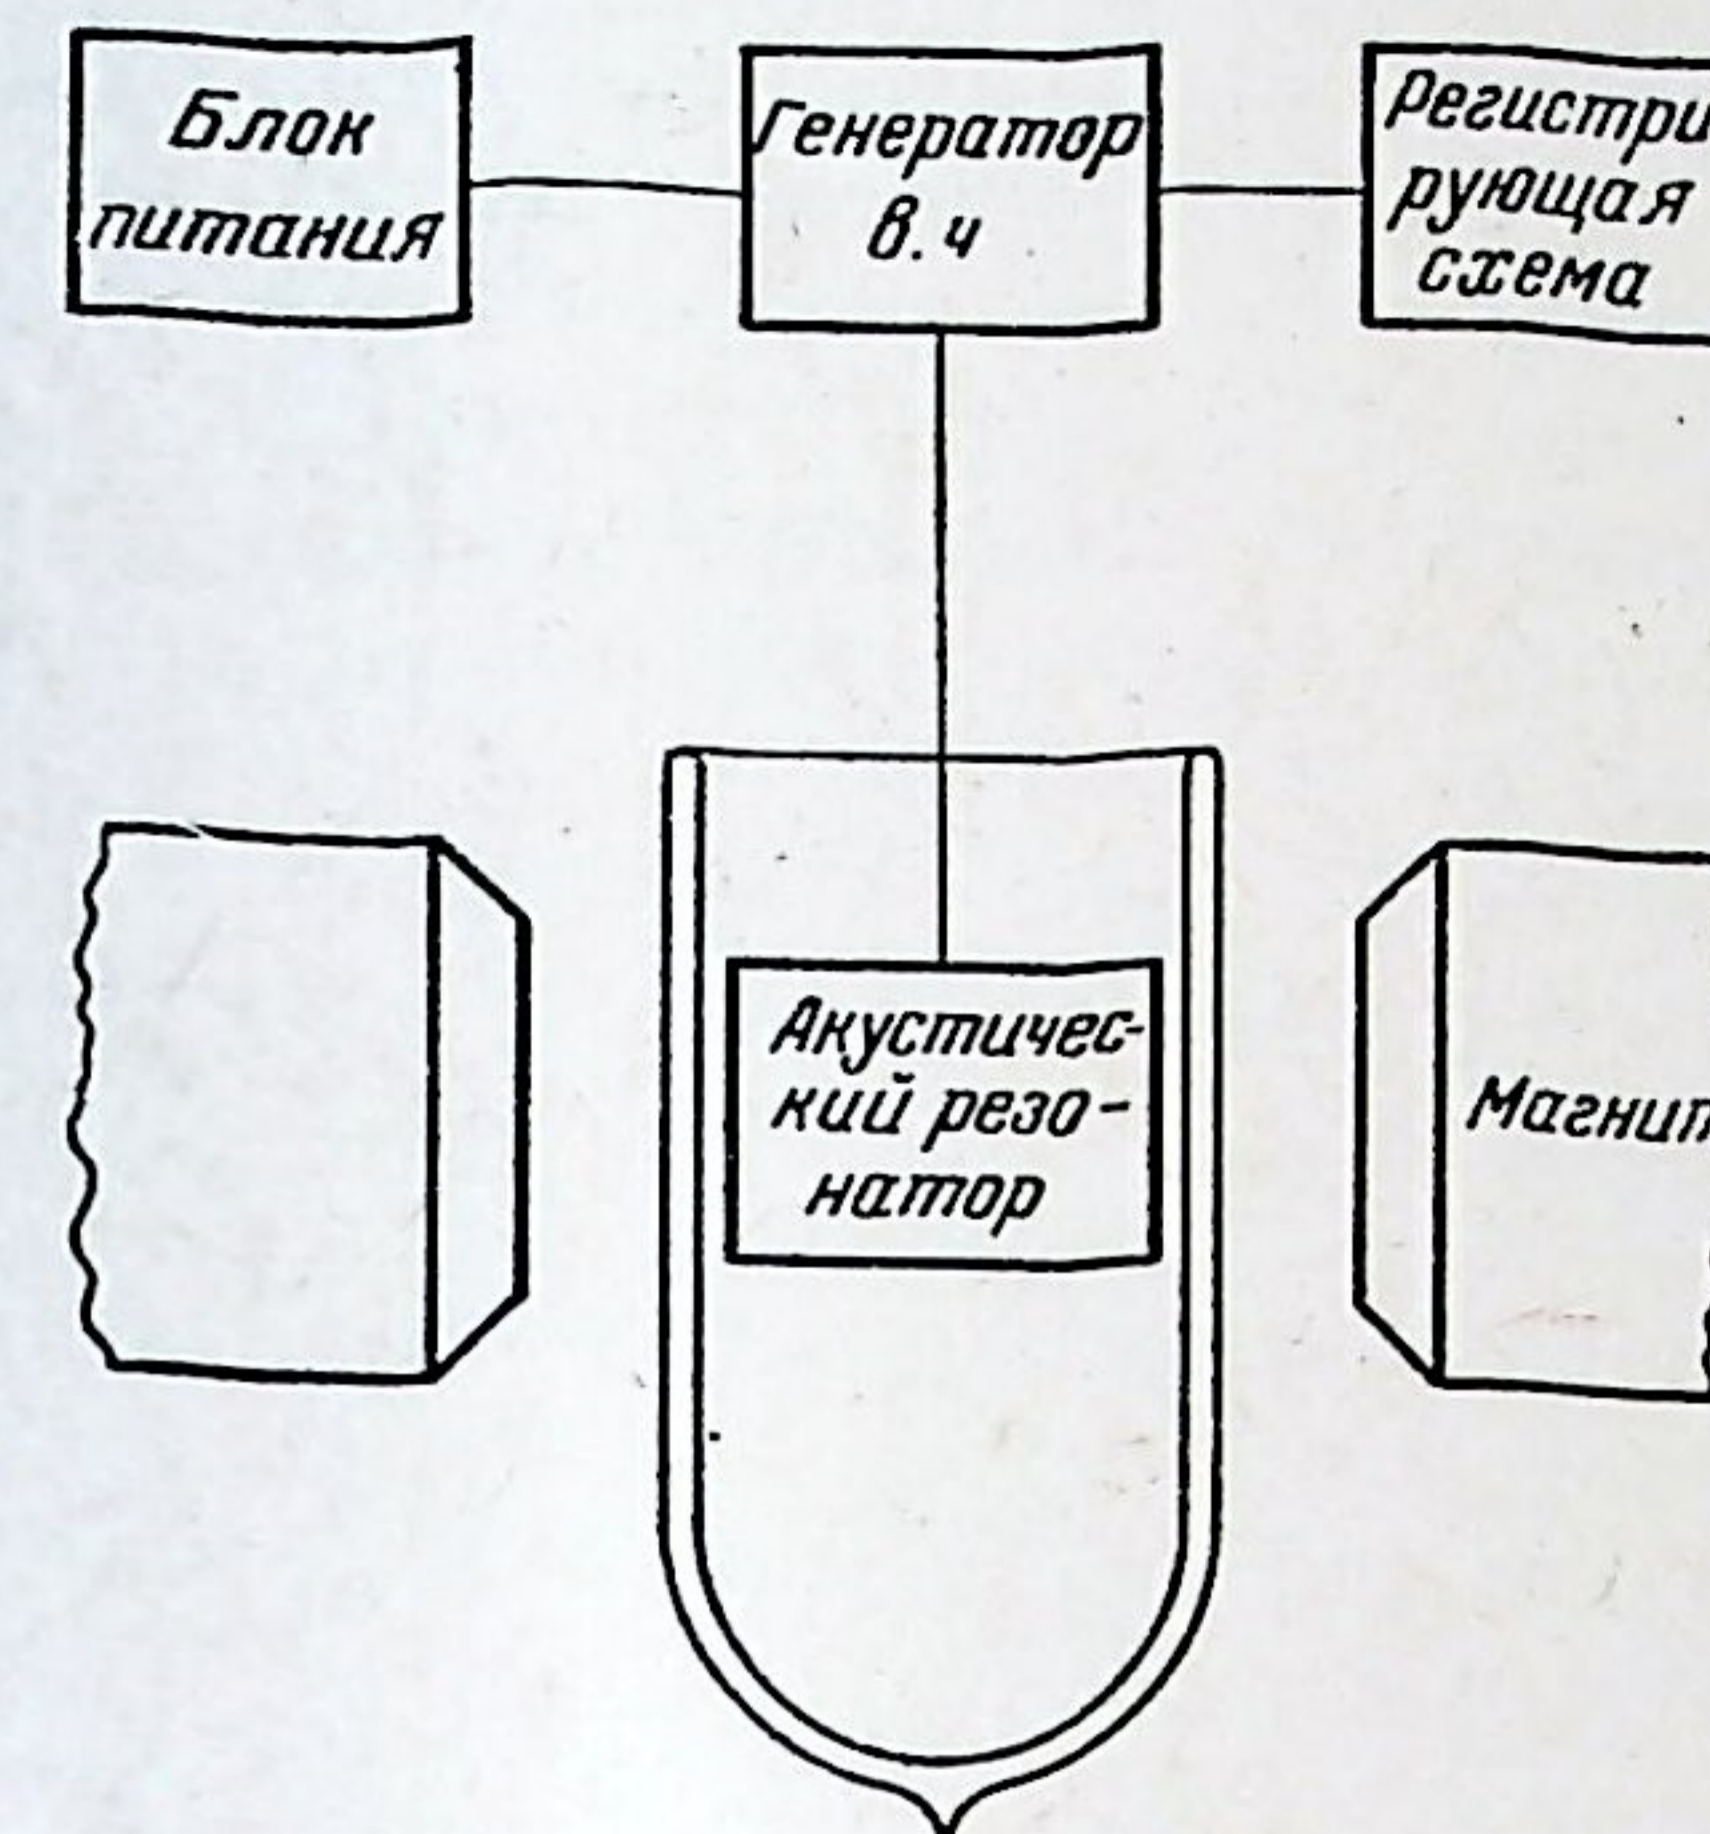 Блок
питания
Генератор
в.ч
Регистри
рующая
схема
Акустичес-
кий резо-
натор
Магнит